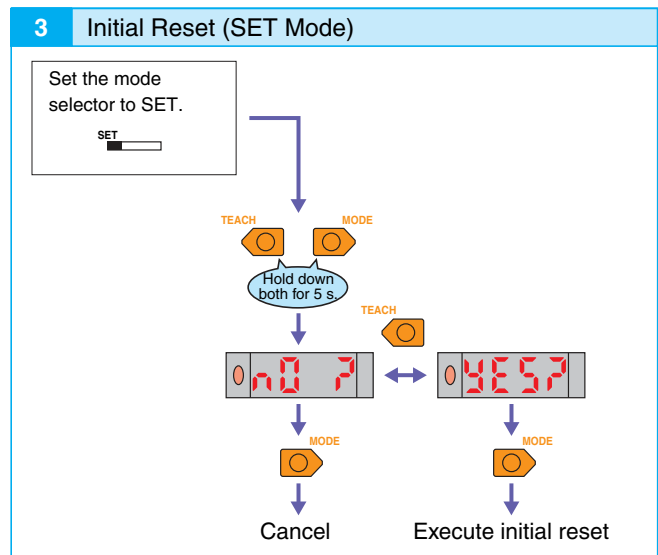 3 Initial Reset (SET Mode)
Set the mode
selector to SET.
SET
TEACH MODE
Hold down
both for 5 s.
TEACH
nO ? YES?
MODE MODE
Cancel Execute initial reset